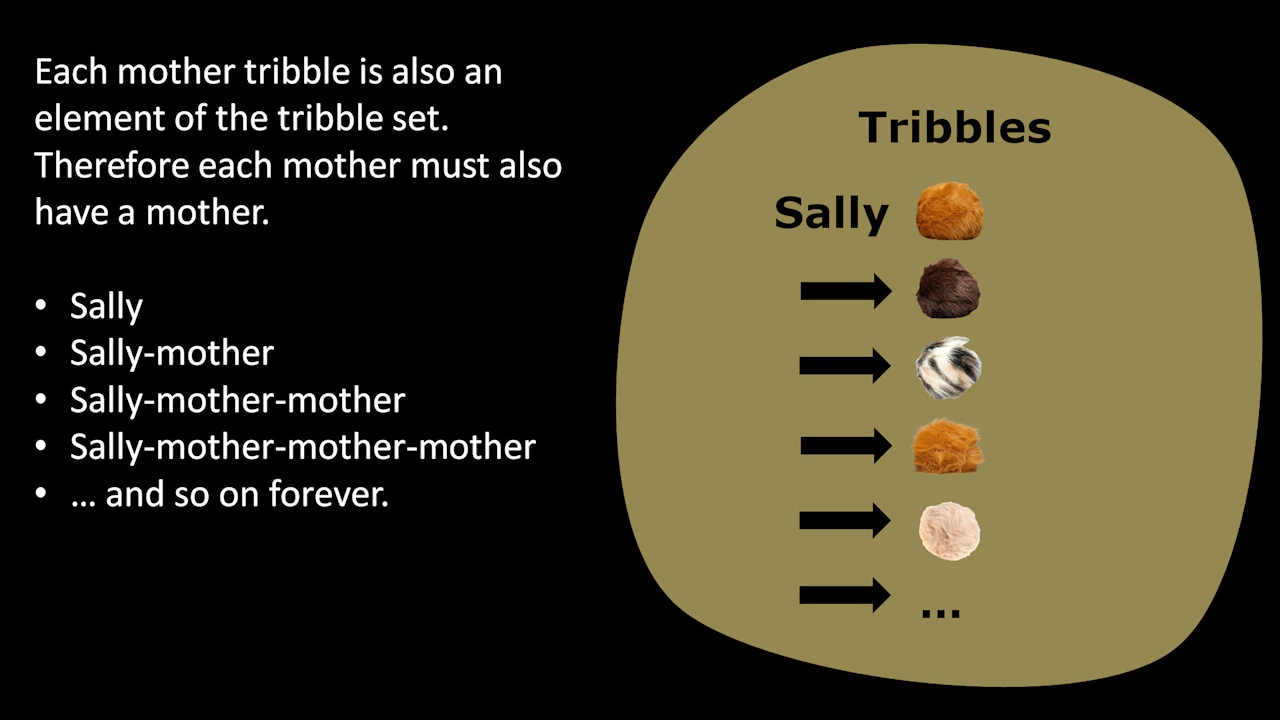 Each mother tribble is also an
element of the tribble set.
Therefore each mother must also
have a mother.
• Sally
• Sally-mother
• Sally-mother-mother
• Sally-mother-mother-mother
• … and so on forever.
Tribbles
Sally
...